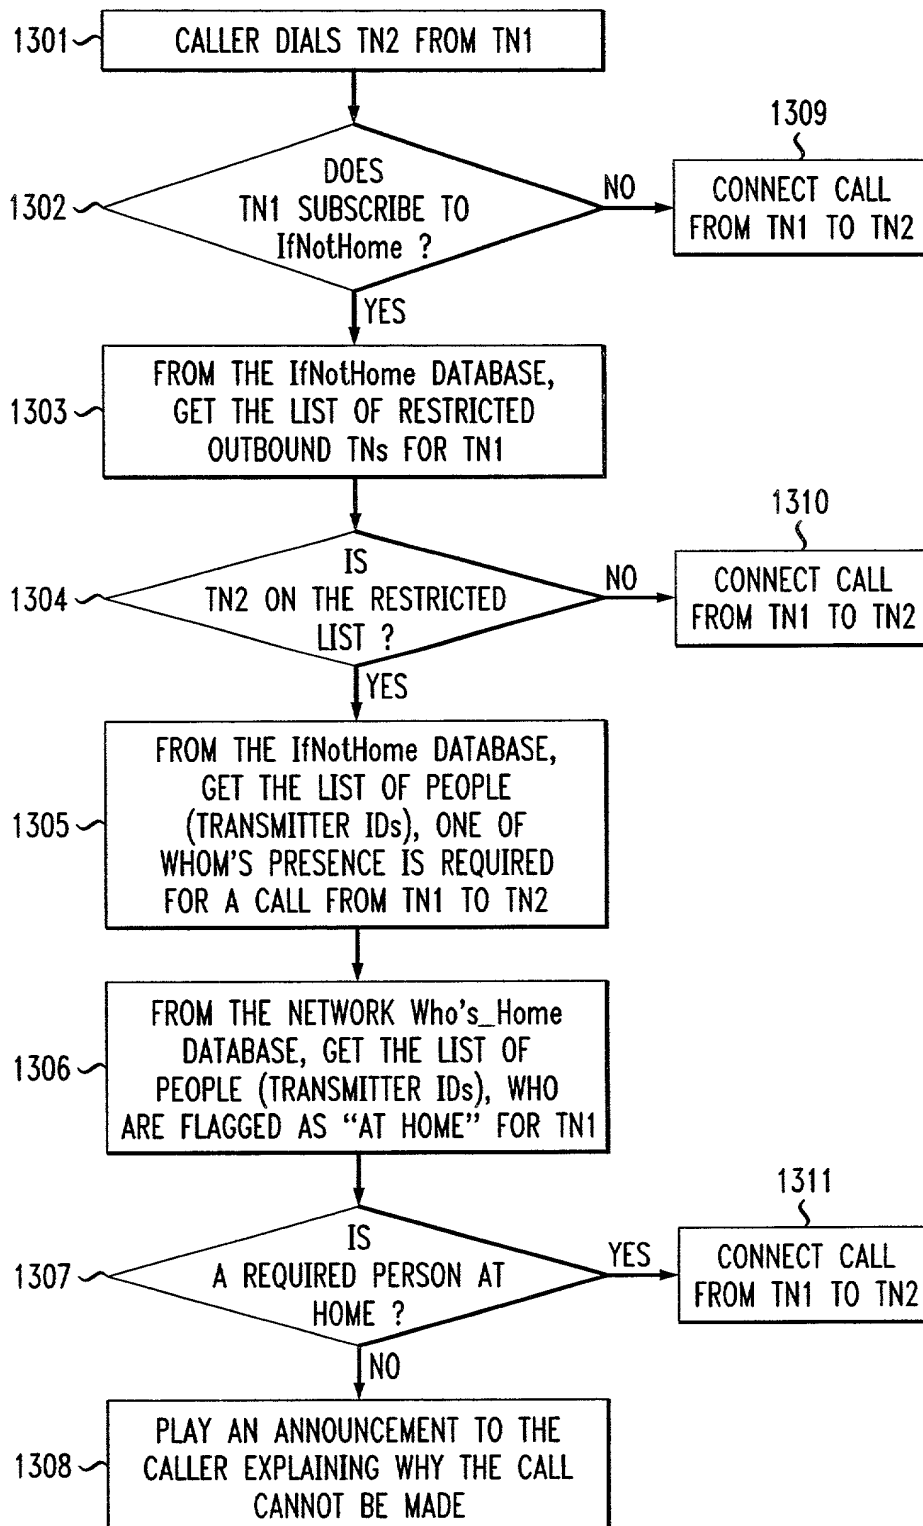 1301
CALLER DIALS TN2 FROM TN1
1302
DOES
TN1 SUBSCRIBE TO
IfNotHome ?
NO
1309
CONNECT CALL
FROM TN1 TO TN2
YES
1303
FROM THE IfNotHome DATABASE,
GET THE LIST OF RESTRICTED
OUTBOUND TNs FOR TN1
1304
IS
TN2 ON THE RESTRICTED
LIST ?
NO
1310
CONNECT CALL
FROM TN1 TO TN2
YES
1305
FROM THE IfNotHome DATABASE,
GET THE LIST OF PEOPLE
(TRANSMITTER IDs), ONE OF
WHOM'S PRESENCE IS REQUIRED
FOR A CALL FROM TN1 TO TN2
1306
FROM THE NETWORK Who's_Home
DATABASE, GET THE LIST OF
PEOPLE (TRANSMITTER IDs), WHO
ARE FLAGGED AS “AT HOME” FOR TN1
1307
IS
A REQUIRED PERSON AT
HOME ?
YES
1311
CONNECT CALL
FROM TN1 TO TN2
NO
1308
PLAY AN ANNOUNCEMENT TO THE
CALLER EXPLAINING WHY THE CALL
CANNOT BE MADE